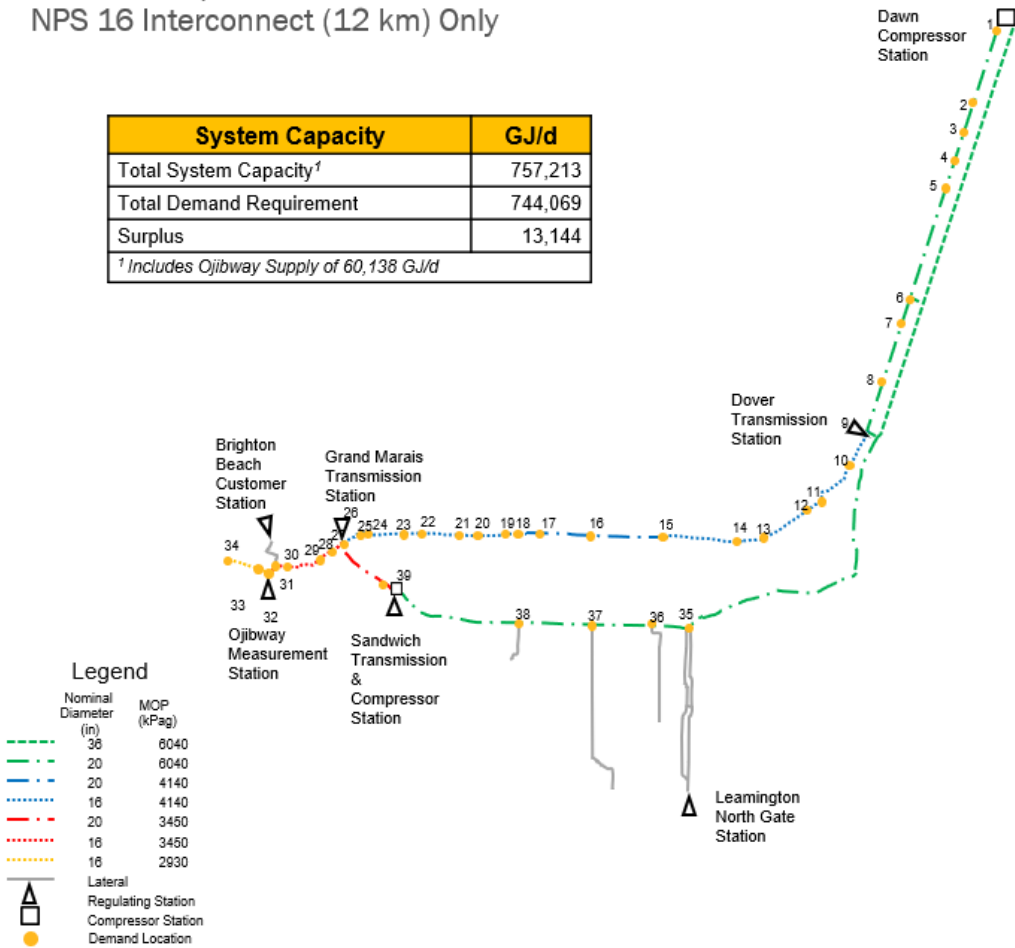 NPS 16 Interconnect (12 km) Only
Dawn
Compressor
Station
System Capacity GJ/d
Total System Capacity¹ 757,213
Total Demand Requirement 744,069
Surplus 13,144
¹ Includes Ojibway Supply of 60,138 GJ/d
1
2
3
4
5
6
7
8
Dover
Transmission
Station
9
10
11
12
13
14
15
16
17
18
19
20
21
22
23
24
25
26
Brighton
Beach
Customer
Station
Grand Marais
Transmission
Station
27
28
29
30
31
32
33
34
Ojibway
Measurement
Station
39
Sandwich
Transmission
&
Compressor
Station
38
37
36
35
Leamington
North Gate
Station
Legend
Nominal
Diameter
(in)
MOP
(kPag)
36 6040
20 6040
20 4140
16 4140
20 3450
16 3450
16 2930
Lateral
Regulating Station
Compressor Station
Demand Location